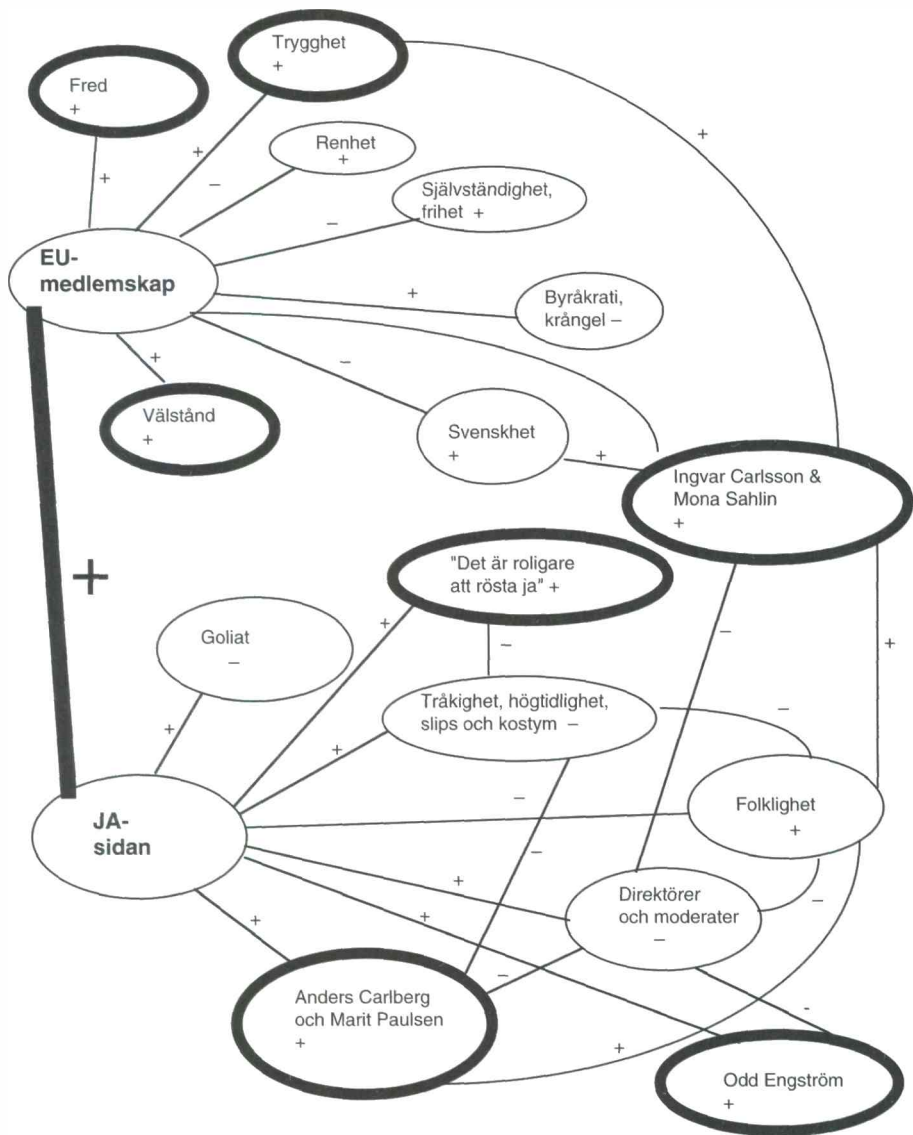 Trygghet
+
Fred
+
+
+
+
Renhet
+
–
Självständighet,
frihet +
–
EU-
medlemskap
+
Byråkrati,
krångel –
+
–
Välstånd
+
Svenskhet
+
+
Ingvar Carlsson &
Mona Sahlin
+
+
"Det är roligare
att rösta ja" +
+
–
–
+
Goliat
–
+
Tråkighet, högtidlighet,
slips och kostym –
–
+
–
Folklighet
+
JA-
sidan
–
+
Direktörer
och moderater
–
–
+
+
–
Anders Carlberg
och Marit Paulsen
+
-
+
Odd Engström
+